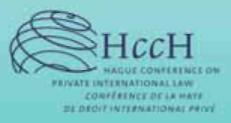 HccH
HAGUE CONFERENCE ON
PRIVATE INTERNATIONAL LAW
CONFÉRENCE DE LA HAYE
DE DROIT INTERNATIONAL PRIVÉ